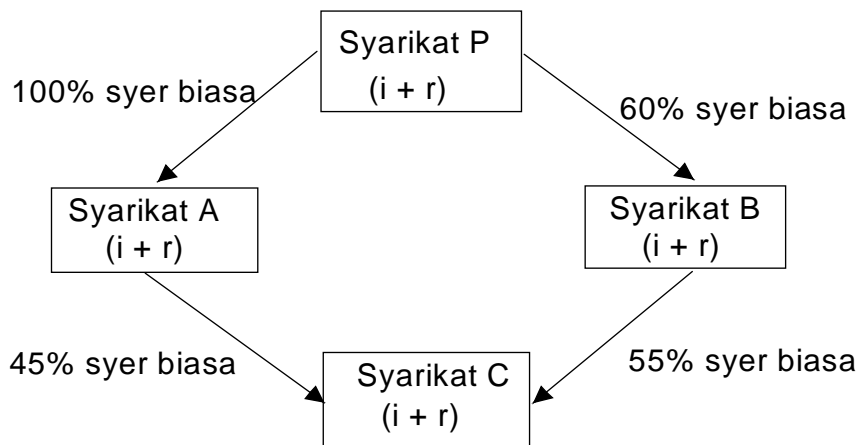 Syarikat P
(i + r)
100% syer biasa
60% syer biasa
Syarikat A
(i + r)
Syarikat B
(i + r)
45% syer biasa
55% syer biasa
Syarikat C
(i + r)